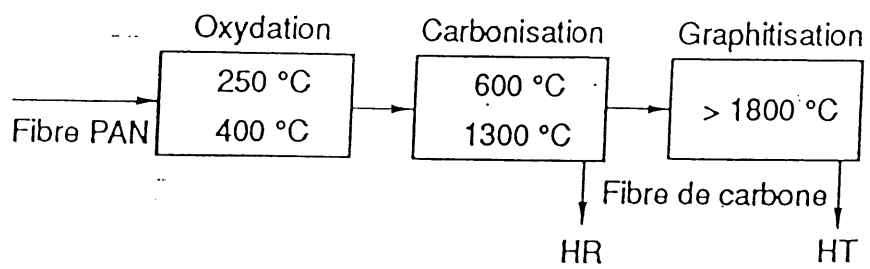 Oxydation
Carbonisation
Graphitisation
250 °C
400 °C
600 °C
1300 °C
> 1800 °C
Fibre PAN
Fibre de carbone
HR
HT